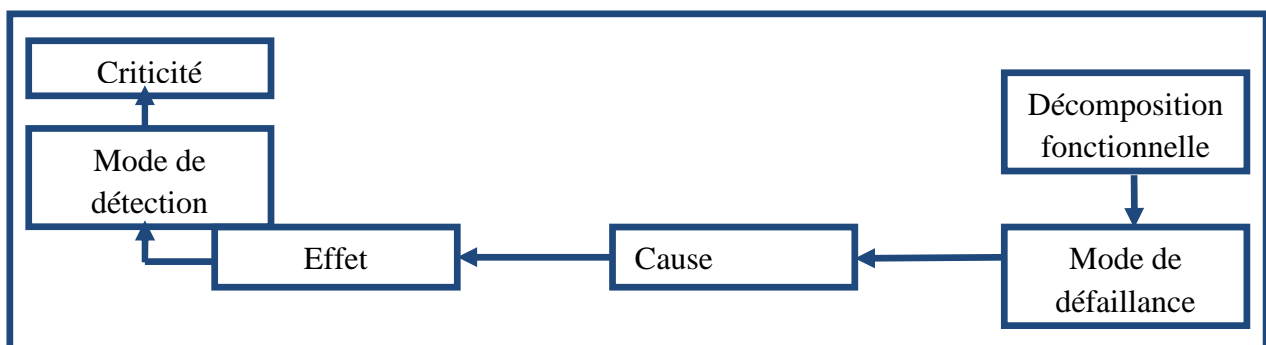 Criticité
Mode de
détection
Effet
Cause
Décomposition
fonctionnelle
Mode de
défaillance